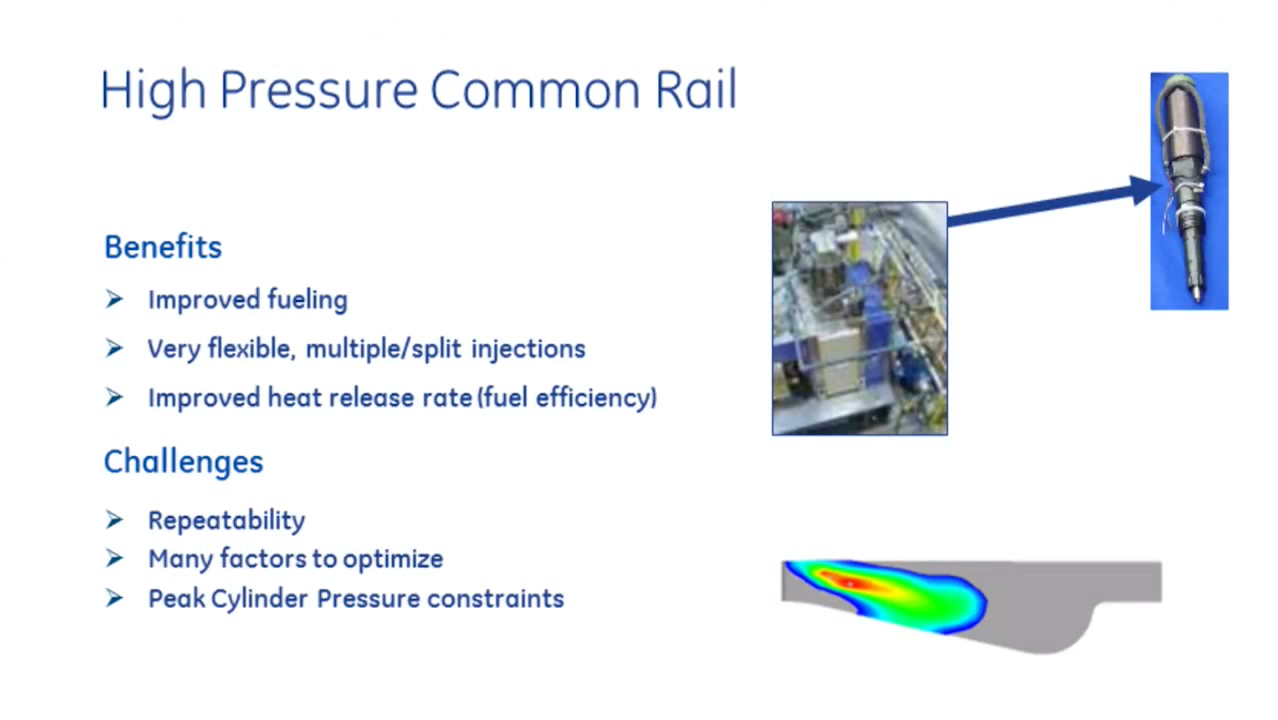 High Pressure Common Rail
Benefits
Improved fueling
Very flexible, multiple/split injections
Improved heat release rate (fuel efficiency)
Challenges
Repeatability
Many factors to optimize
Peak Cylinder Pressure constraints